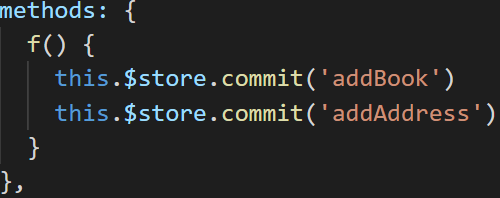 methods: {
  f() {
    this.$store.commit('addBook')
    this.$store.commit('addAddress')
  }
},